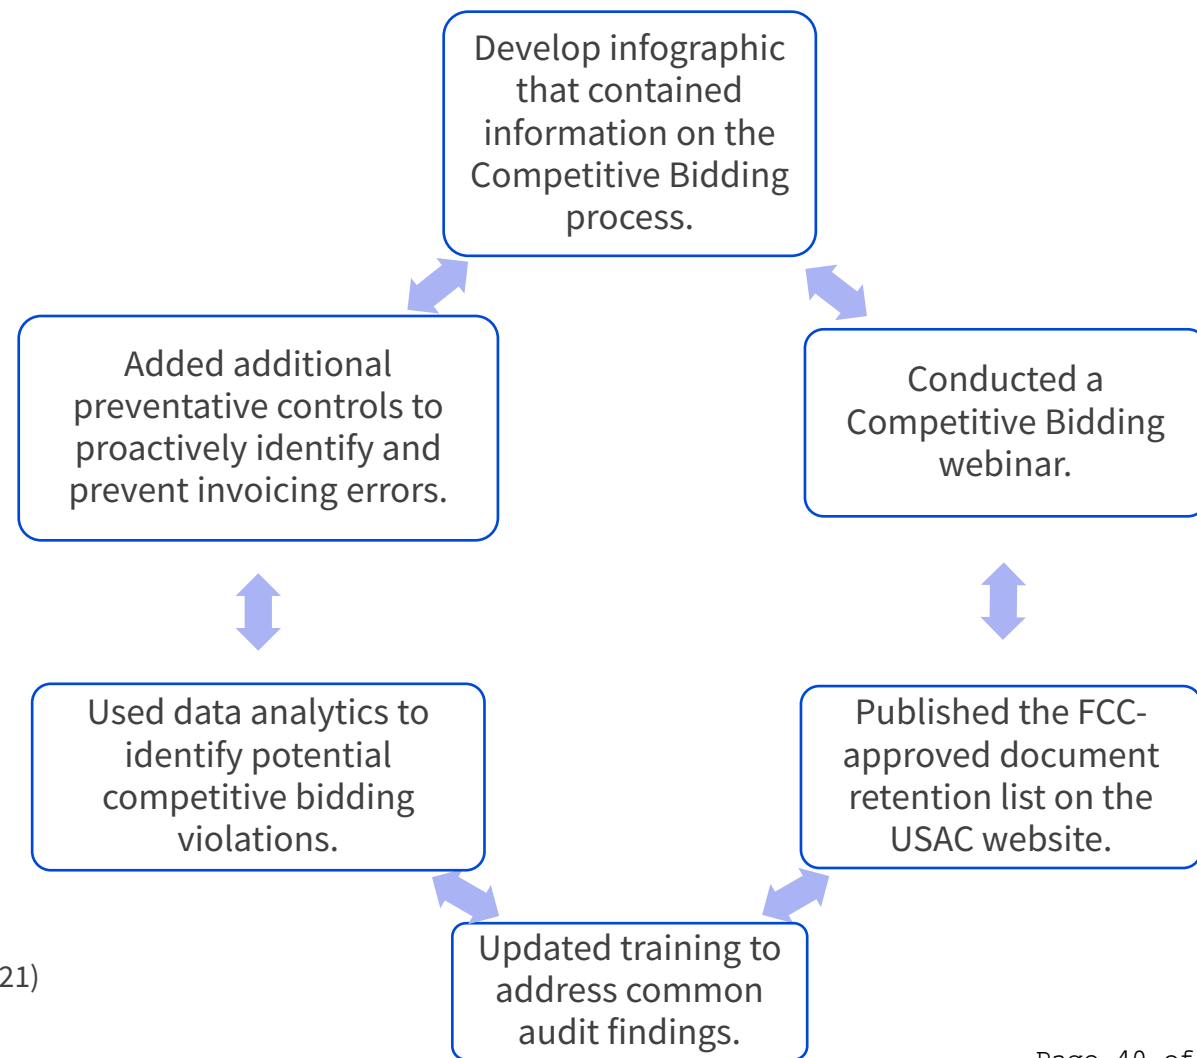 Develop infographic
that contained
information on the
Competitive Bidding
process.
Added additional
preventative controls to
proactively identify and
prevent invoicing errors.
Conducted a
Competitive Bidding
webinar.
Used data analytics to
identify potential
competitive bidding
violations.
Published the FCC-
approved document
retention list on the
USAC website.
Updated training to
address common
audit findings.
21)
Page 40 of